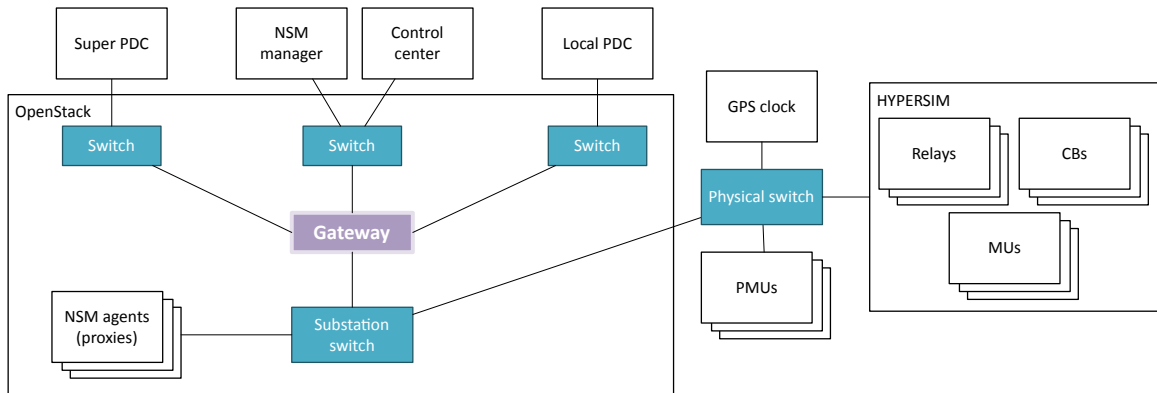 Super PDC
NSM
manager
Control
center
Local PDC
OpenStack
Switch
Switch
Switch
Gateway
NSM agents
(proxies)
Substation
switch
GPS clock
Physical switch
PMUs
HYPERSIM
Relays
CBs
MUs